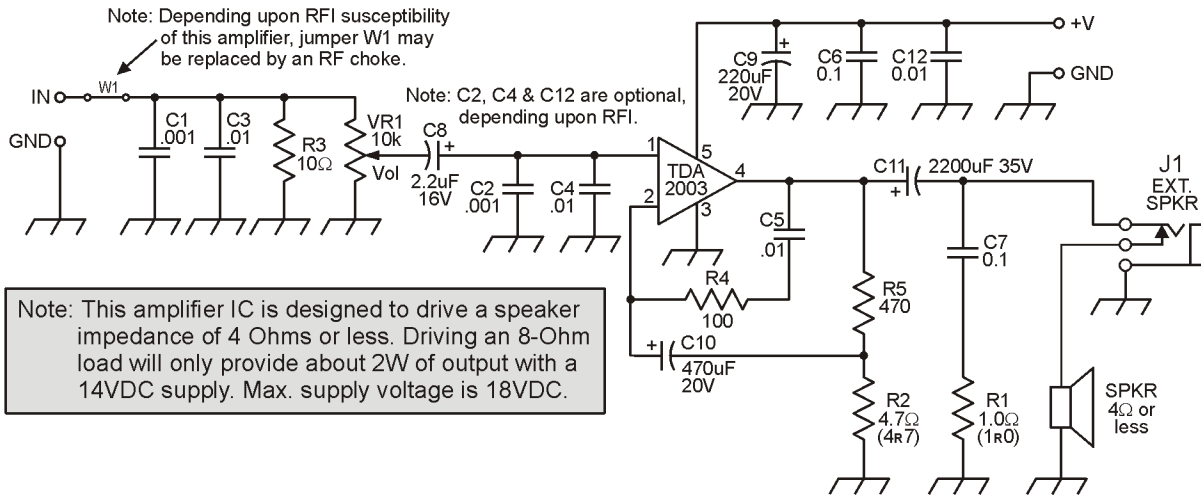 Note: Depending upon RFI susceptibility
of this amplifier, jumper W1 may
be replaced by an RF choke.
IN
W1
GND
C1
.001
C3
.01
R3
10Ω
VR1
10k
Vol
C8
+
2.2uF
16V
Note: C2, C4 & C12 are optional,
depending upon RFI.
C2
.001
C4
.01
1
2
TDA
2003
5
4
3
C9
+
220uF
20V
C6
0.1
C12
0.01
+V
GND
C5
.01
R4
100
+
C10
470uF
20V
R5
470
R2
4.7Ω
(4R7)
C11
+
2200uF 35V
C7
0.1
R1
1.0Ω
(1R0)
J1
EXT.
SPKR
SPKR
4Ω or
less
Note: This amplifier IC is designed to drive a speaker
impedance of 4 Ohms or less. Driving an 8-Ohm
load will only provide about 2W of output with a
14VDC supply. Max. supply voltage is 18VDC.